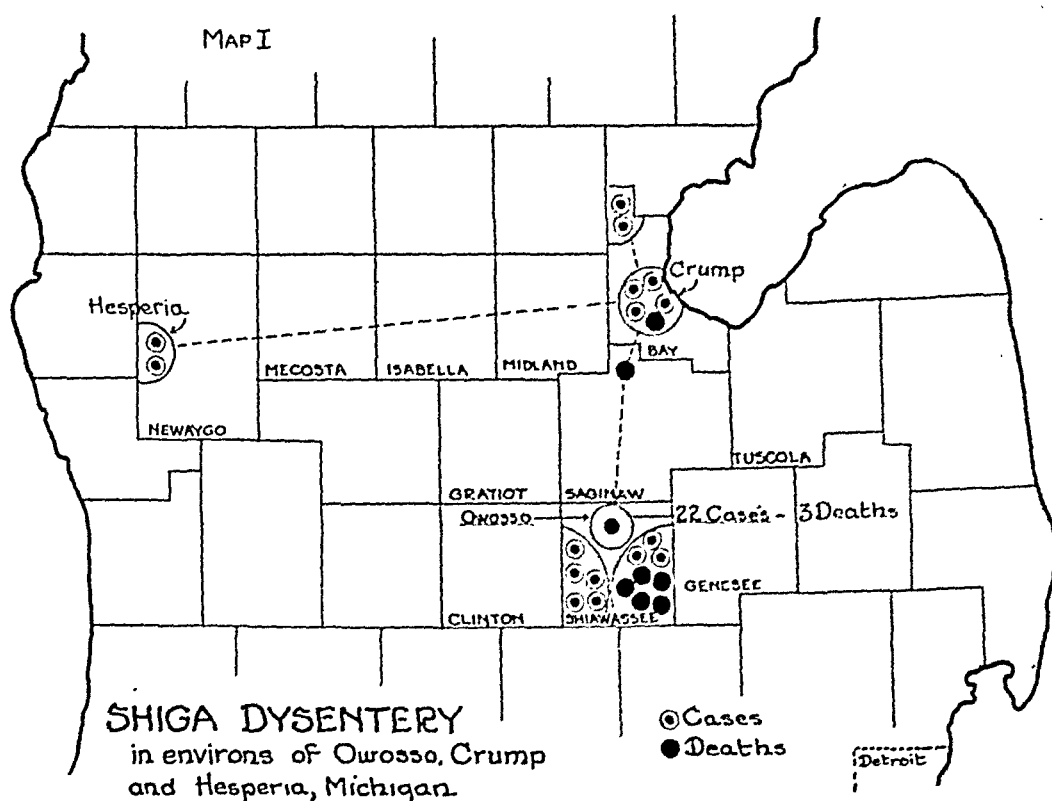 MAP I
Crump
Hesperia
BAY
MECOSTA ISABELLA MIDLAND
NEWAYGO
TUSCOLA
GRATIOT SAGINAW
Owosso 22 Case's - 3 Deaths
GENESEE
CLINTON SHIAWASSEE
SHIGA DYSENTERY
in environs of Owosso, Crump
and Hesperia, Michigan
Cases
Deaths
Detroit